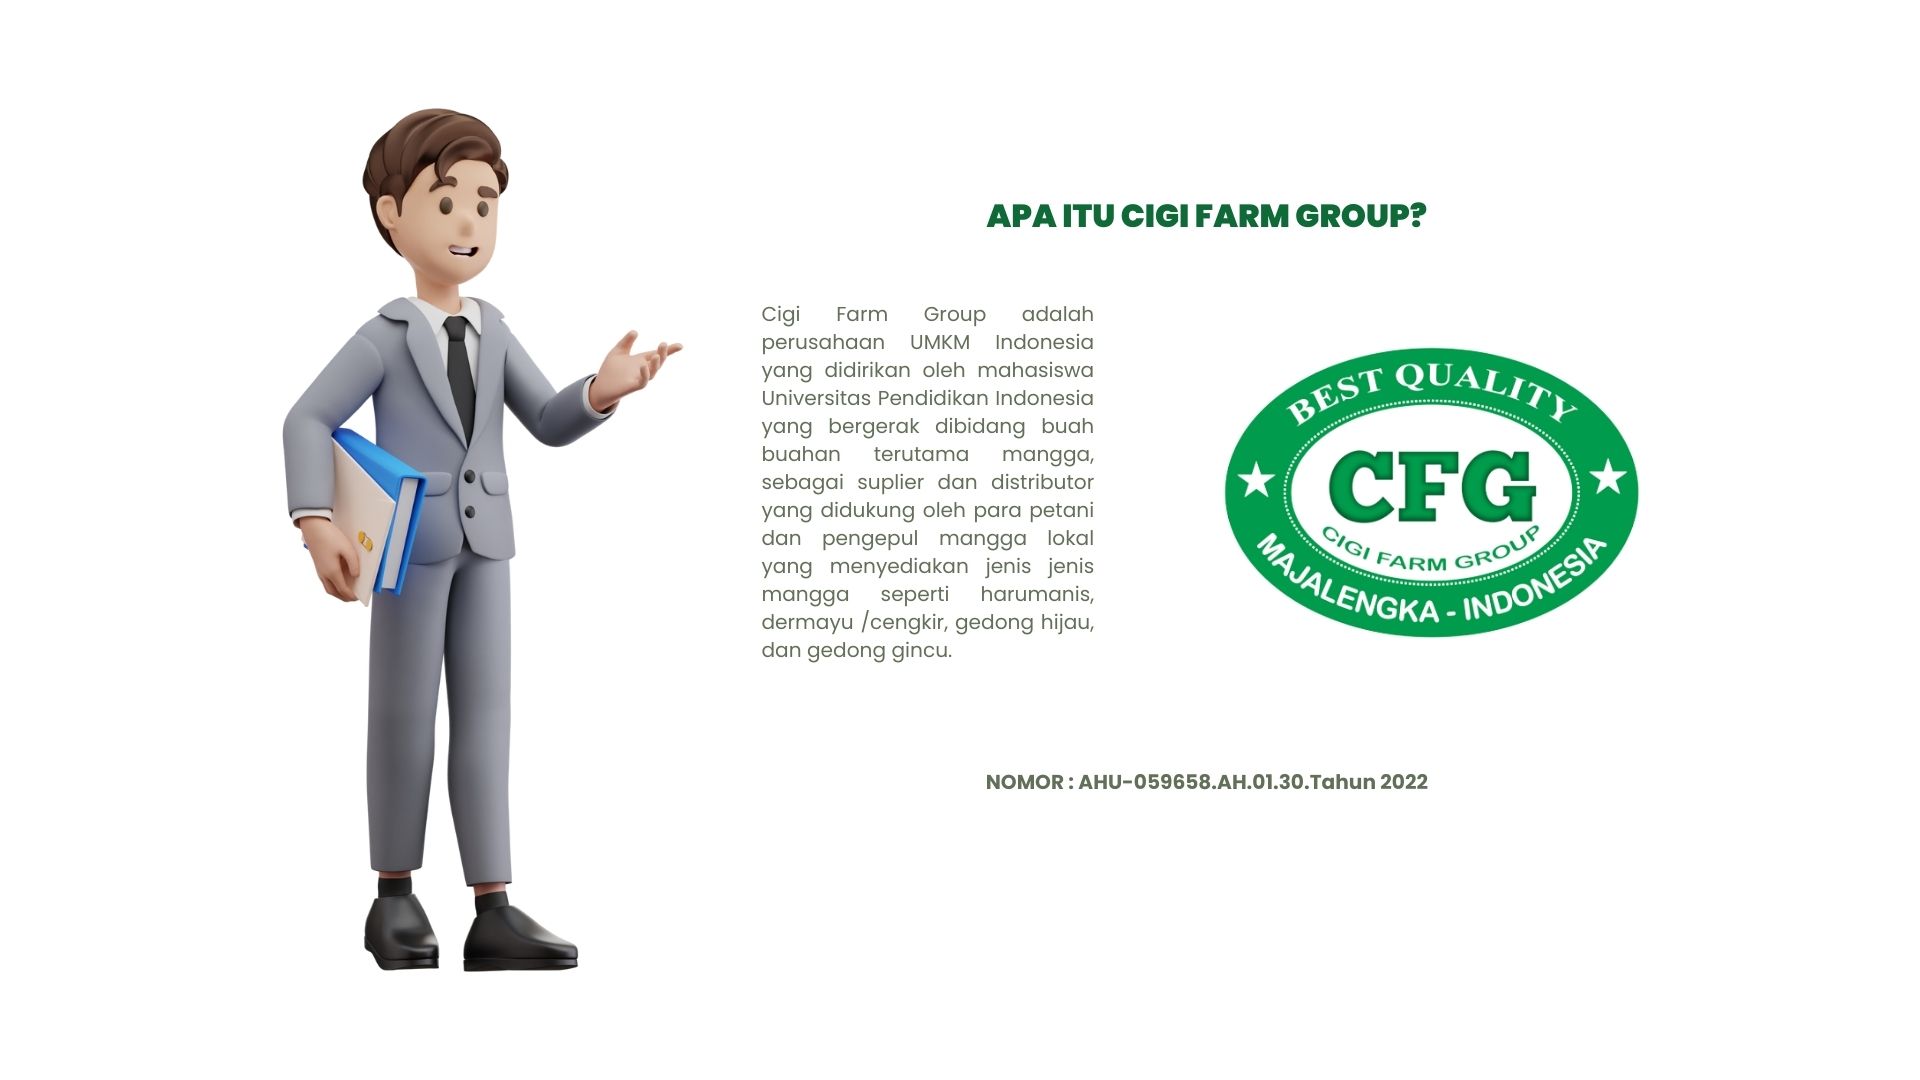 APA ITU CIGI FARM GROUP?
Cigi Farm Group adalah
perusahaan UMKM Indonesia
yang didirikan oleh mahasiswa
Universitas Pendidikan Indonesia
yang bergerak dibidang buah
buahan terutama mangga,
sebagai suplier dan distributor
yang didukung oleh para petani
dan pengepul mangga lokal
yang menyediakan jenis jenis
mangga seperti harumanis,
dermayu /cengkir, gedong hijau,
dan gedong gincu.
BEST QUALITY
CFG
CIGI FARM GROUP
MAJALENGKA - INDONESIA
NOMOR : AHU-059658.AH.01.30.Tahun 2022